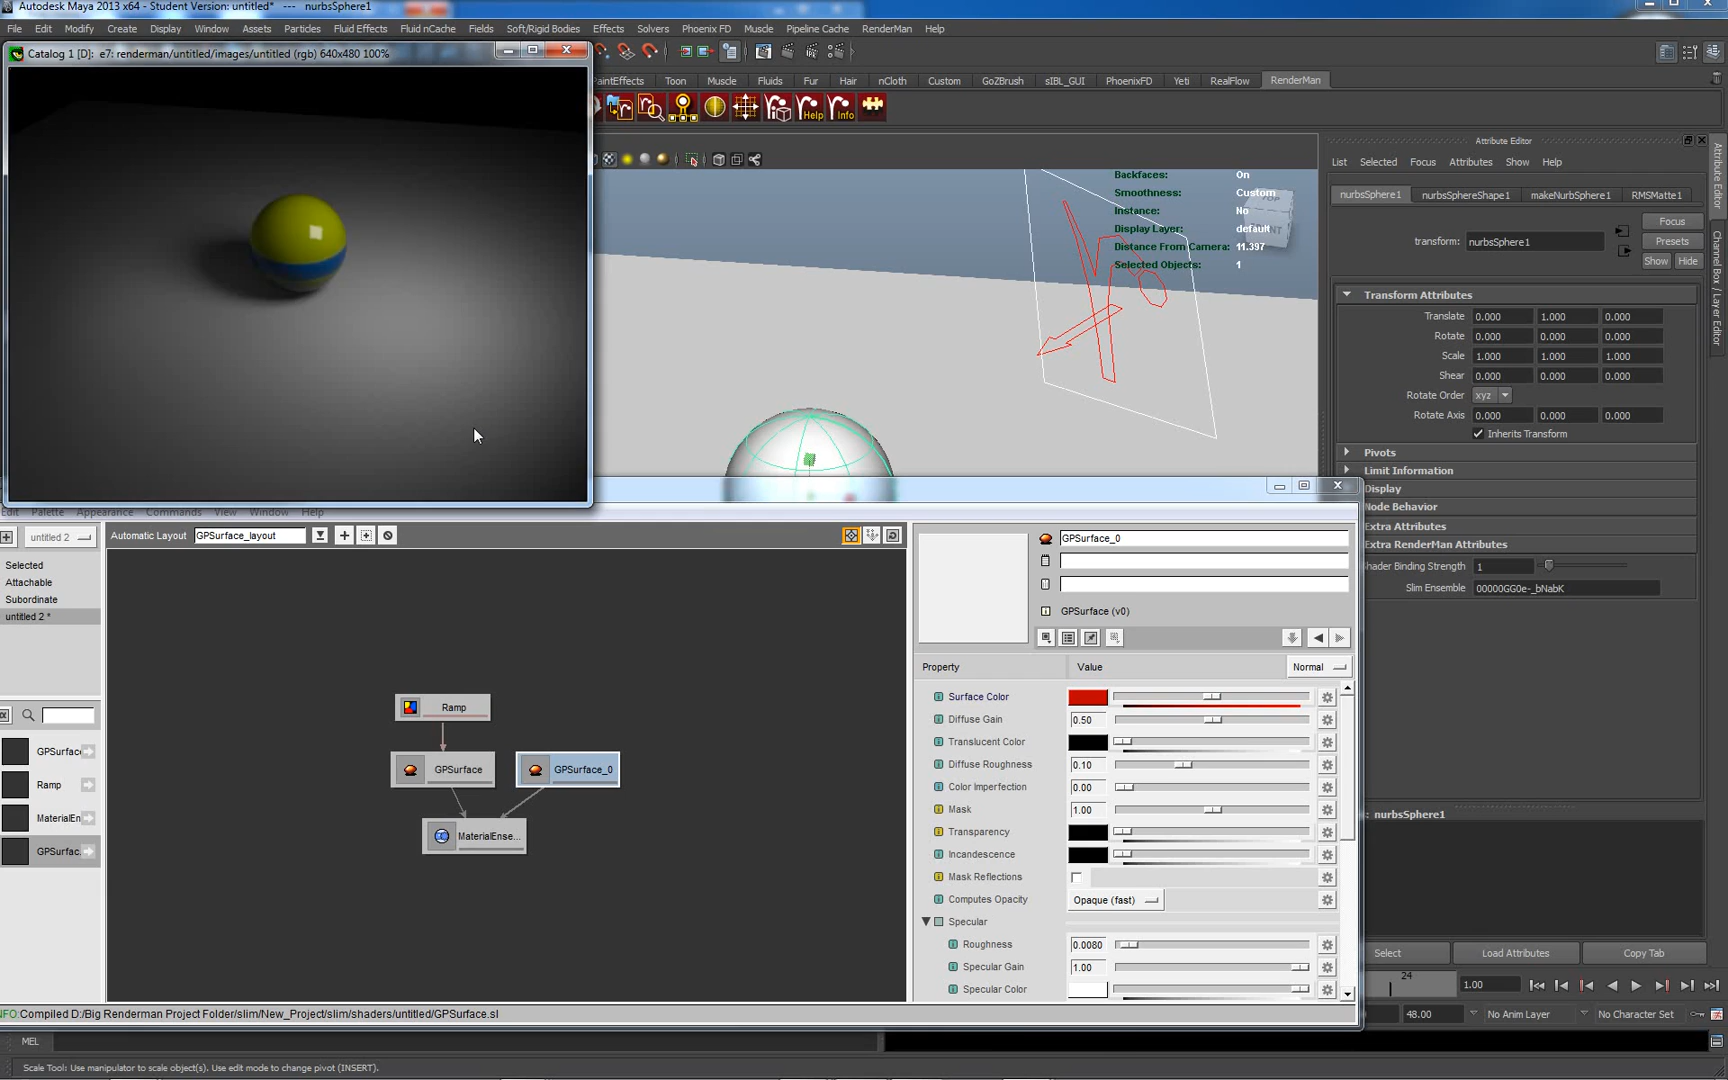 Autodesk Maya 2013 x64 - Student Version: untitled*   ---   nurbsSphere1
File Edit Modify Create Display Window Assets Particles Fluid Effects Fluid nCache Fields Soft/Rigid Bodies Effects Solvers Phoenix FD Muscle Pipeline Cache RenderMan Help
Catalog 1 [D]: e7: renderman/untitled/images/untitled (rgb) 640x480 100%
PaintEffects Toon Muscle Fluids Fur Hair nCloth Custom GoZBrush sIBL_GUI PhoenixFD Yeti RealFlow RenderMan
Help Info
Attribute Editor
List Selected Focus Attributes Show Help
Backfaces: On
Smoothness: Custom
Instance: No
Display Layer: default
Distance From Camera: 11.397
Selected Objects: 1
TOP
nurbsSphere1 nurbsSphereShape1 makeNurbSphere1 RMSMatte1
Focus
transform: nurbsSphere1 Presets
Show Hide
Transform Attributes
Translate 0.000 1.000 0.000
Rotate 0.000 0.000 0.000
Scale 1.000 1.000 1.000
Shear 0.000 0.000 0.000
Rotate Order xyz
Rotate Axis 0.000 0.000 0.000
Inherits Transform
Pivots
Limit Information
Display
Node Behavior
Extra Attributes
Extra RenderMan Attributes
Shader Binding Strength 1
Slim Ensemble 00000GG0e-_bNabK
Attribute Editor
Channel Box / Layer Editor
Edit Palette Appearance Commands View Window Help
untitled 2 Automatic Layout GPSurface_layout
Selected
Attachable
Subordinate
untitled 2 *
GPSurface
Ramp
MaterialEn
GPSurfac.
Ramp
GPSurface GPSurface_0
MaterialEnse...
GPSurface_0
GPSurface (v0)
Property Value Normal
Surface Color
Diffuse Gain 0.50
Translucent Color
Diffuse Roughness 0.10
Color Imperfection 0.00
Mask 1.00
Transparency
Incandescence
Mask Reflections
Computes Opacity Opaque (fast)
Specular
Roughness 0.0080
Specular Gain 1.00
Specular Color
: nurbsSphere1
Select Load Attributes Copy Tab
24 1.00
48.00 No Anim Layer No Character Set
NFO:Compiled D:/Big Renderman Project Folder/slim/New_Project/slim/shaders/untitled/GPSurface.sl
MEL
Scale Tool: Use manipulator to scale object(s). Use edit mode to change pivot (INSERT).